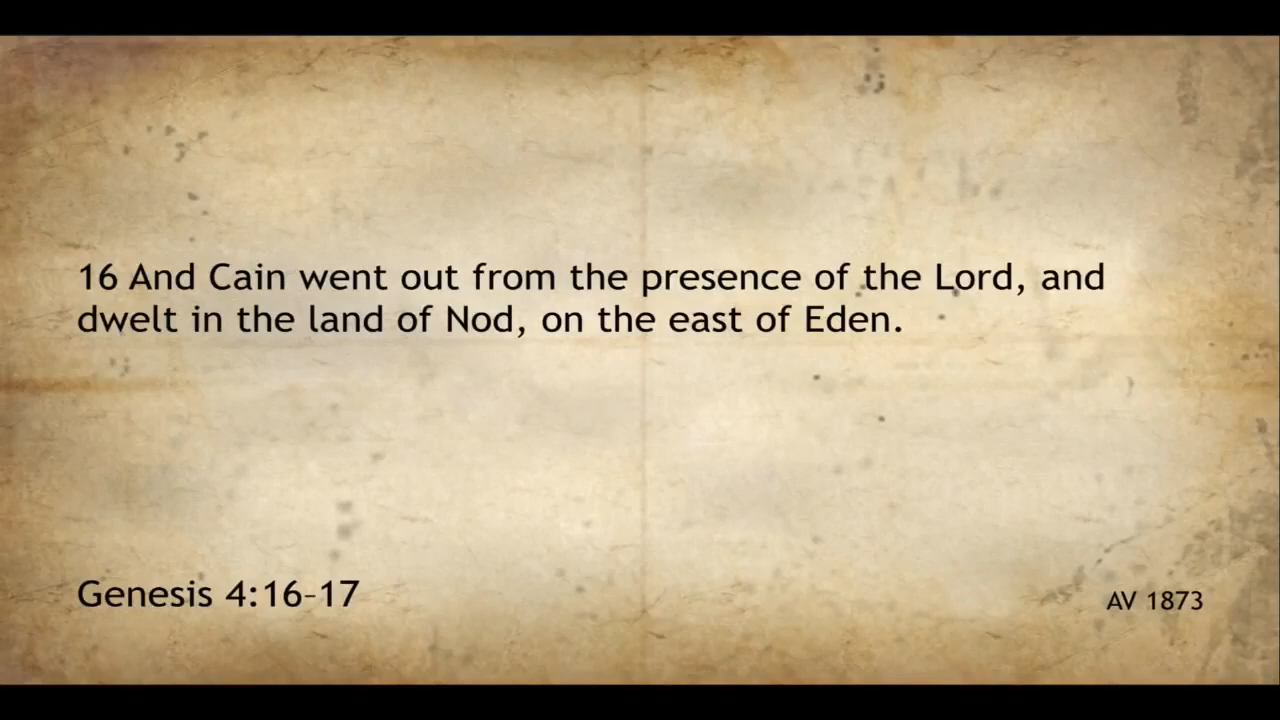 16 And Cain went out from the presence of the Lord, and
dwelt in the land of Nod, on the east of Eden.
Genesis 4:16–17
AV 1873